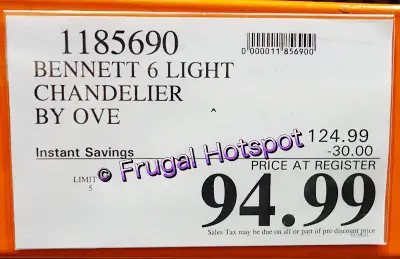 1185690
D000011856900
BENNETT 6 LIGHT
CHANDELIER
BY OVE
124.99
Instant Savings -30.00
PRICE AT REGISTER
LIMIT
5
94.99
© Frugal Hotspot
Sales Tax may be due on all or part of pre-discount price